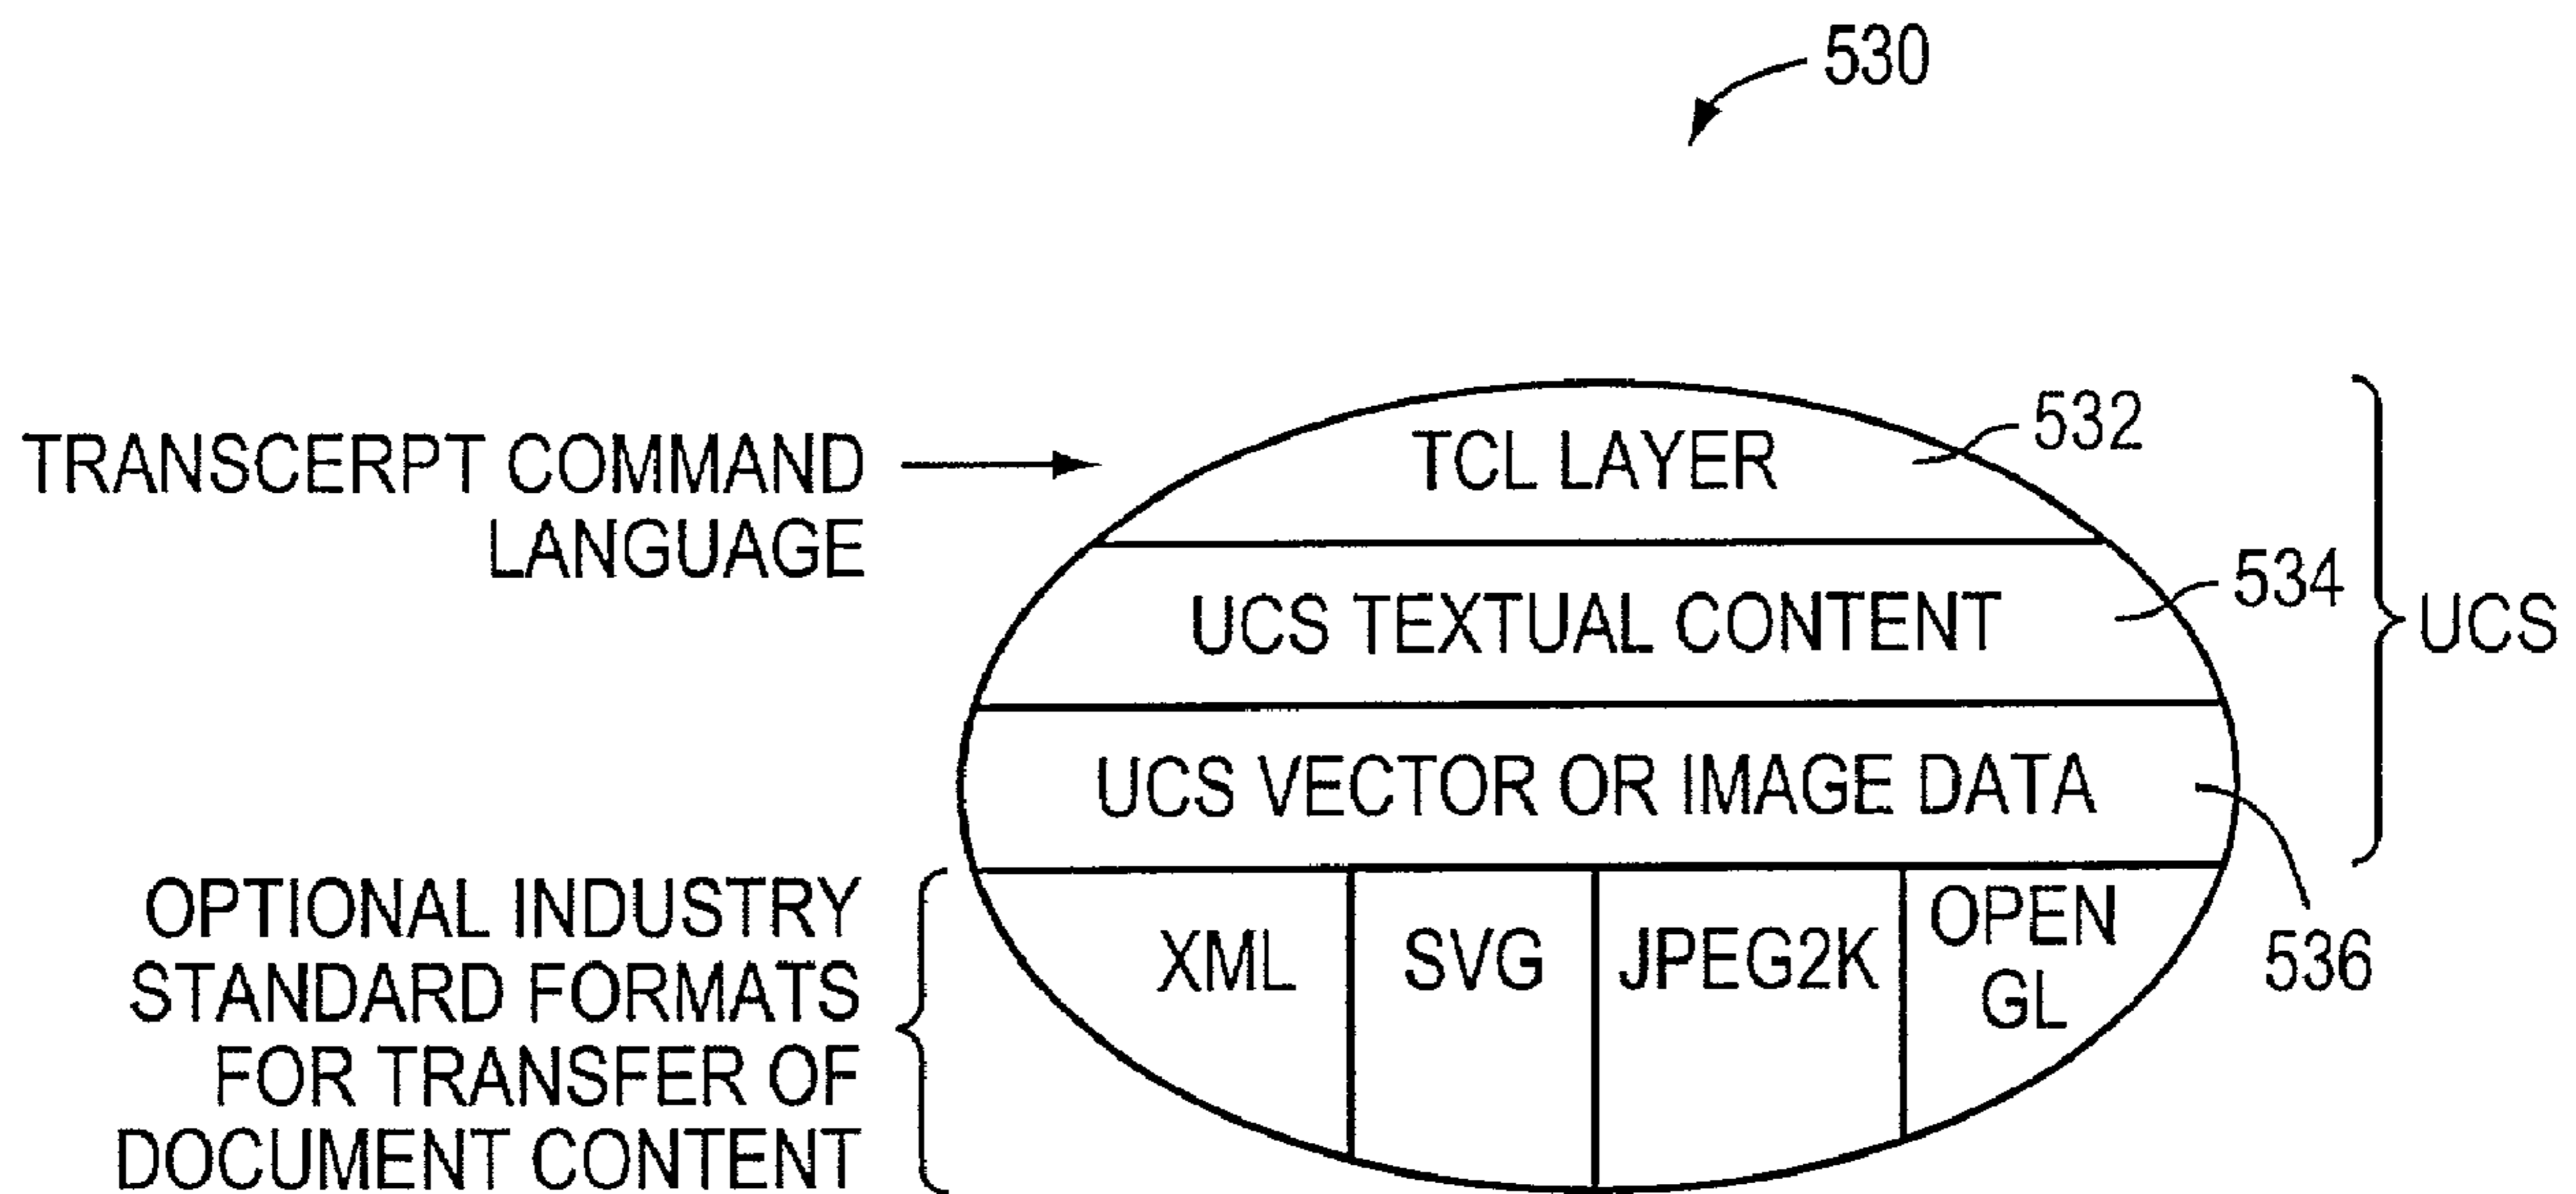 530
TRANSCERPT COMMAND
LANGUAGE
TCL LAYER
532
UCS TEXTUAL CONTENT
534
UCS
UCS VECTOR OR IMAGE DATA
536
OPTIONAL INDUSTRY
STANDARD FORMATS
FOR TRANSFER OF
DOCUMENT CONTENT
XML
SVG
JPEG2K
OPEN
GL